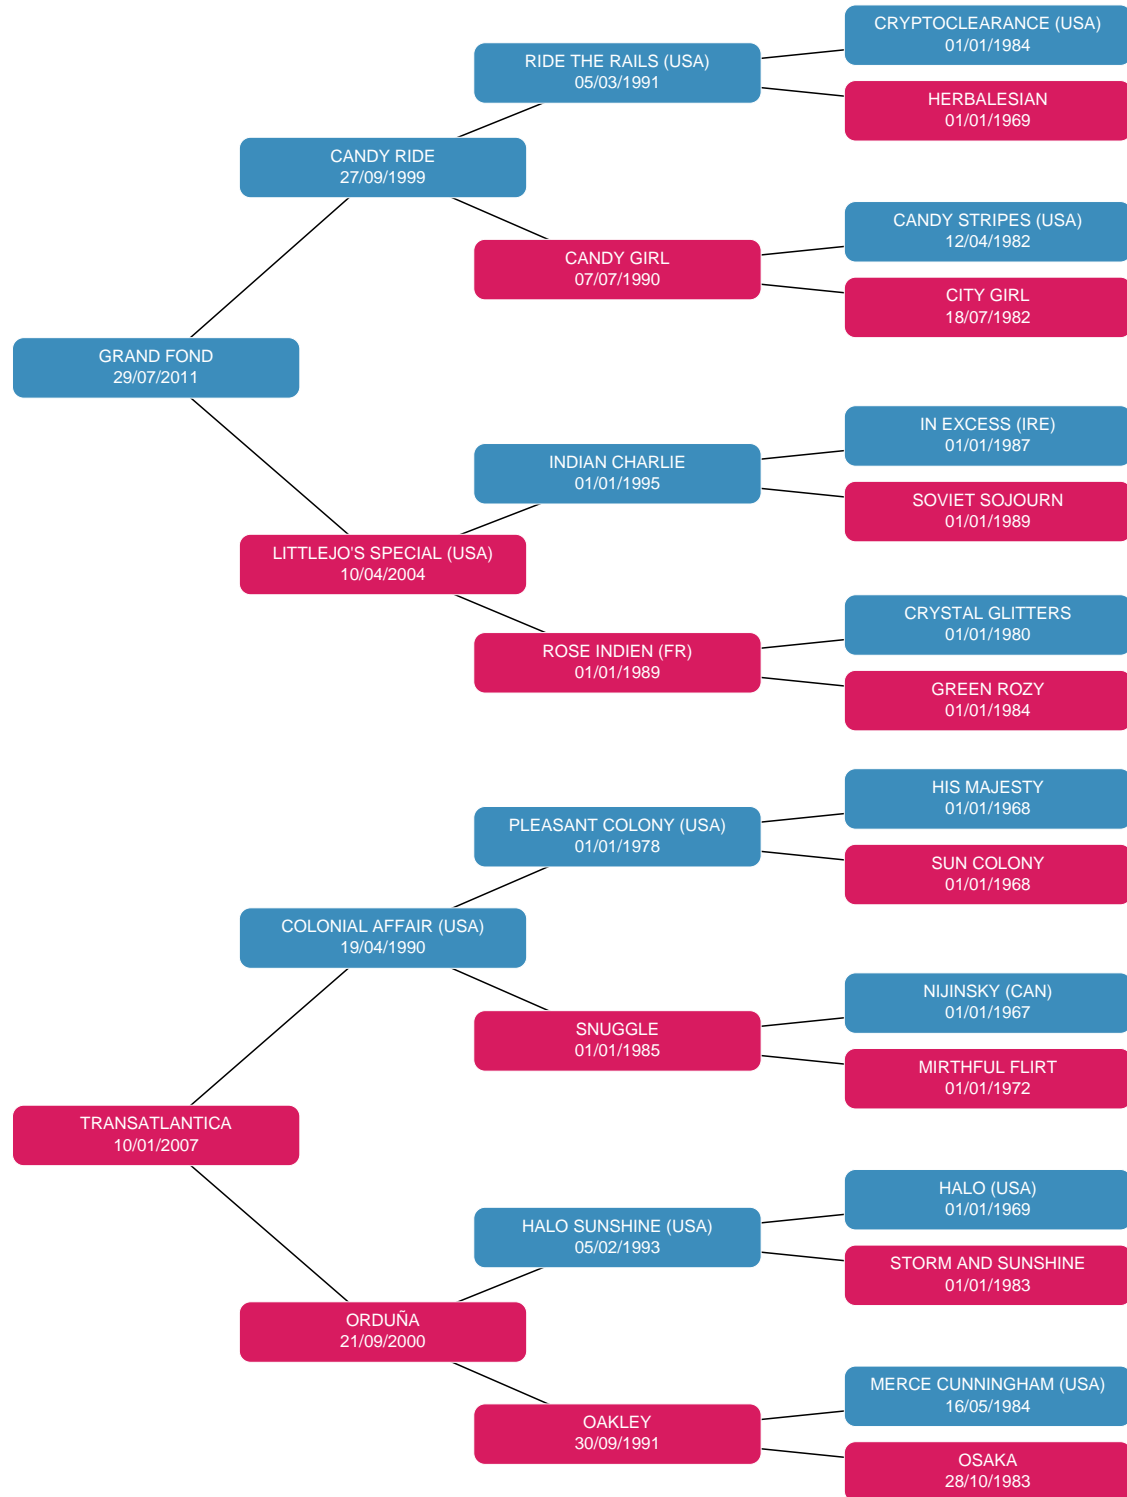 CRYPTOCLEARANCE (USA)
01/01/1984
RIDE THE RAILS (USA)
05/03/1991
HERBALESIAN
01/01/1969
CANDY RIDE
27/09/1999
CANDY STRIPES (USA)
12/04/1982
CANDY GIRL
07/07/1990
CITY GIRL
18/07/1982
GRAND FOND
29/07/2011
IN EXCESS (IRE)
01/01/1987
INDIAN CHARLIE
01/01/1995
SOVIET SOJOURN
01/01/1989
LITTLEJO'S SPECIAL (USA)
10/04/2004
CRYSTAL GLITTERS
01/01/1980
ROSE INDIEN (FR)
01/01/1989
GREEN ROZY
01/01/1984
HIS MAJESTY
01/01/1968
PLEASANT COLONY (USA)
01/01/1978
SUN COLONY
01/01/1968
COLONIAL AFFAIR (USA)
19/04/1990
NIJINSKY (CAN)
01/01/1967
SNUGGLE
01/01/1985
MIRTHFUL FLIRT
01/01/1972
TRANSATLANTICA
10/01/2007
HALO (USA)
01/01/1969
HALO SUNSHINE (USA)
05/02/1993
STORM AND SUNSHINE
01/01/1983
ORDUÑA
21/09/2000
MERCE CUNNINGHAM (USA)
16/05/1984
OAKLEY
30/09/1991
OSAKA
28/10/1983